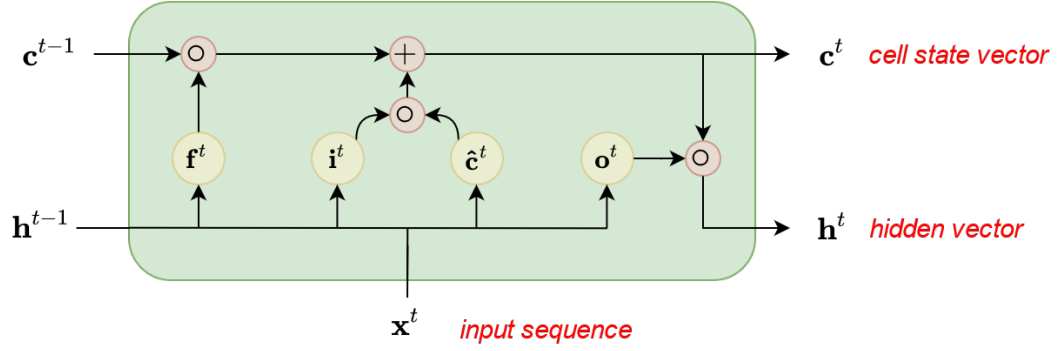 c^{t−1} ∘ + c^t cell state vector
∘
f^t i^t ĉ^t o^t ∘
h^{t−1} h^t hidden vector
x^t input sequence